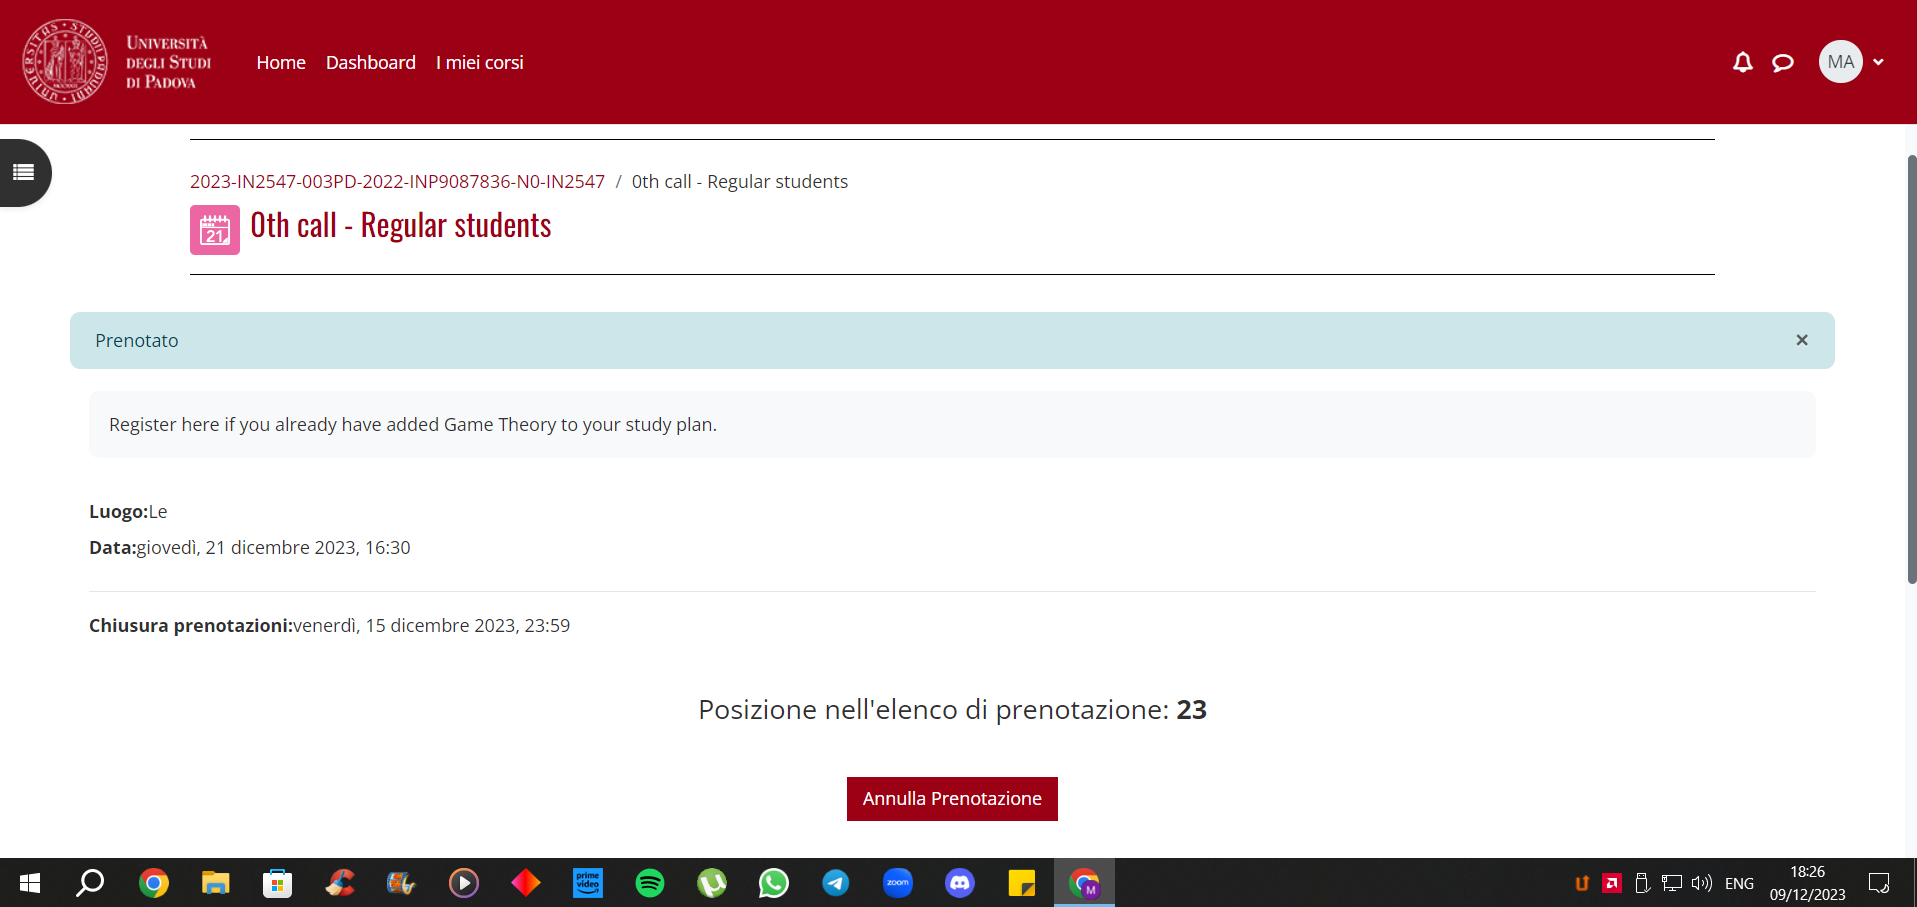 UNIVERSITÀ
DEGLI STUDI
DI PADOVA
Home Dashboard I miei corsi
MA
2023-IN2547-003PD-2022-INP9087836-N0-IN2547 / 0th call - Regular students
21
0th call - Regular students
Prenotato ×
Register here if you already have added Game Theory to your study plan.
Luogo:Le
Data:giovedì, 21 dicembre 2023, 16:30
Chiusura prenotazioni:venerdì, 15 dicembre 2023, 23:59
Posizione nell'elenco di prenotazione: 23
Annulla Prenotazione
prime
video
zoom
M
ENG
18:26
09/12/2023